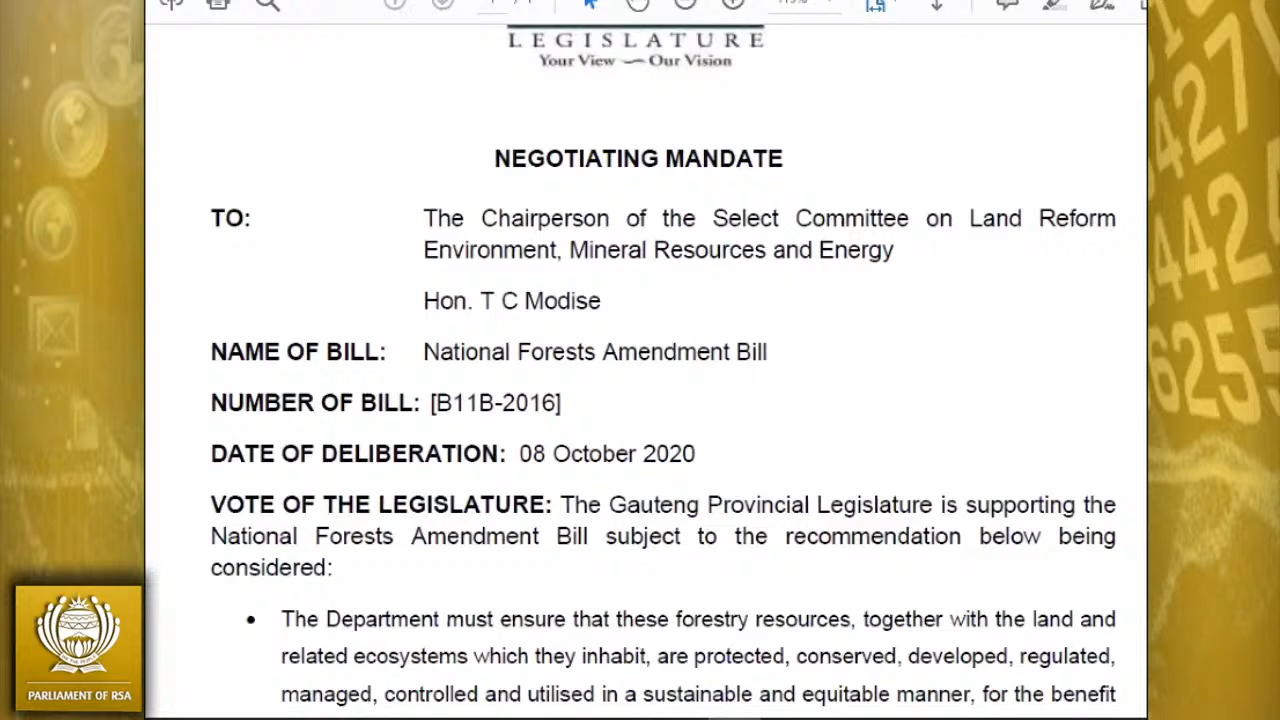 LEGISLATURE
Your View — Our Vision
NEGOTIATING MANDATE
TO: The Chairperson of the Select Committee on Land Reform
Environment, Mineral Resources and Energy
Hon. T C Modise
NAME OF BILL: National Forests Amendment Bill
NUMBER OF BILL: [B11B-2016]
DATE OF DELIBERATION: 08 October 2020
VOTE OF THE LEGISLATURE: The Gauteng Provincial Legislature is supporting the
National Forests Amendment Bill subject to the recommendation below being
considered:
• The Department must ensure that these forestry resources, together with the land and
related ecosystems which they inhabit, are protected, conserved, developed, regulated,
managed, controlled and utilised in a sustainable and equitable manner, for the benefit
PARLIAMENT OF RSA
427
442
6255